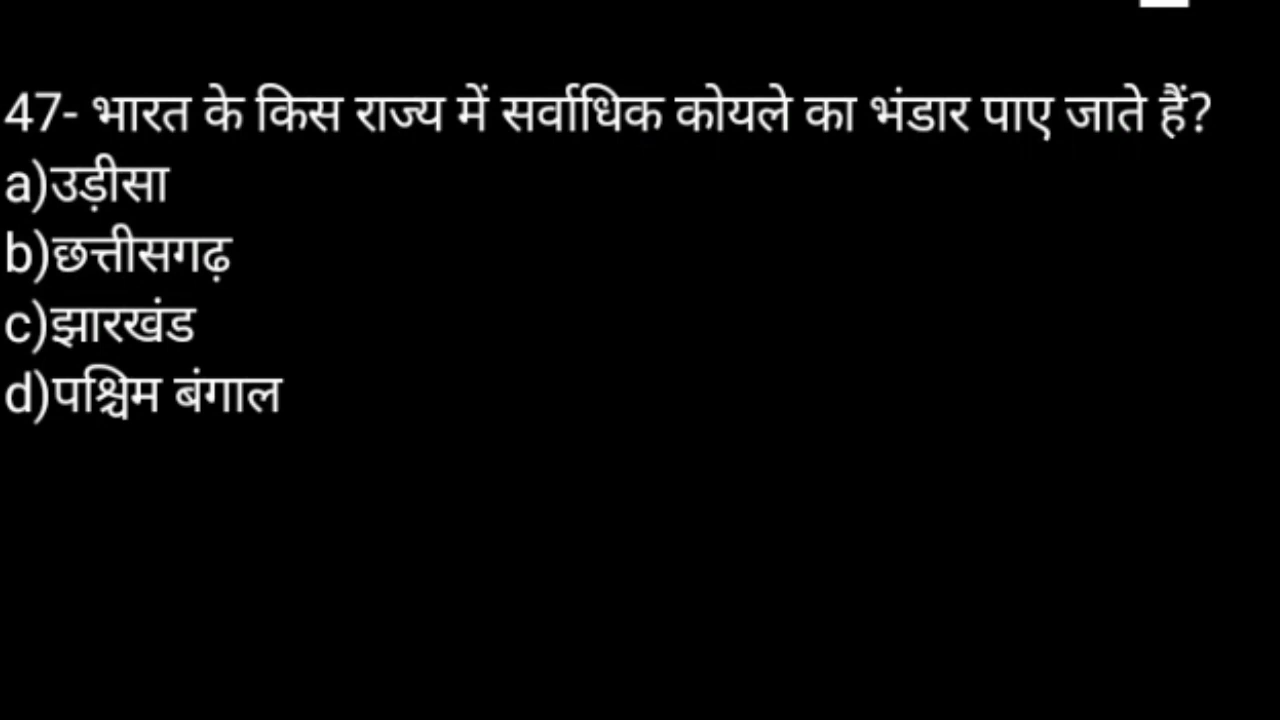 47- भारत के किस राज्य में सर्वाधिक कोयले का भंडार पाए जाते हैं?
a)उड़ीसा
b)छत्तीसगढ़
c)झारखंड
d)पश्चिम बंगाल